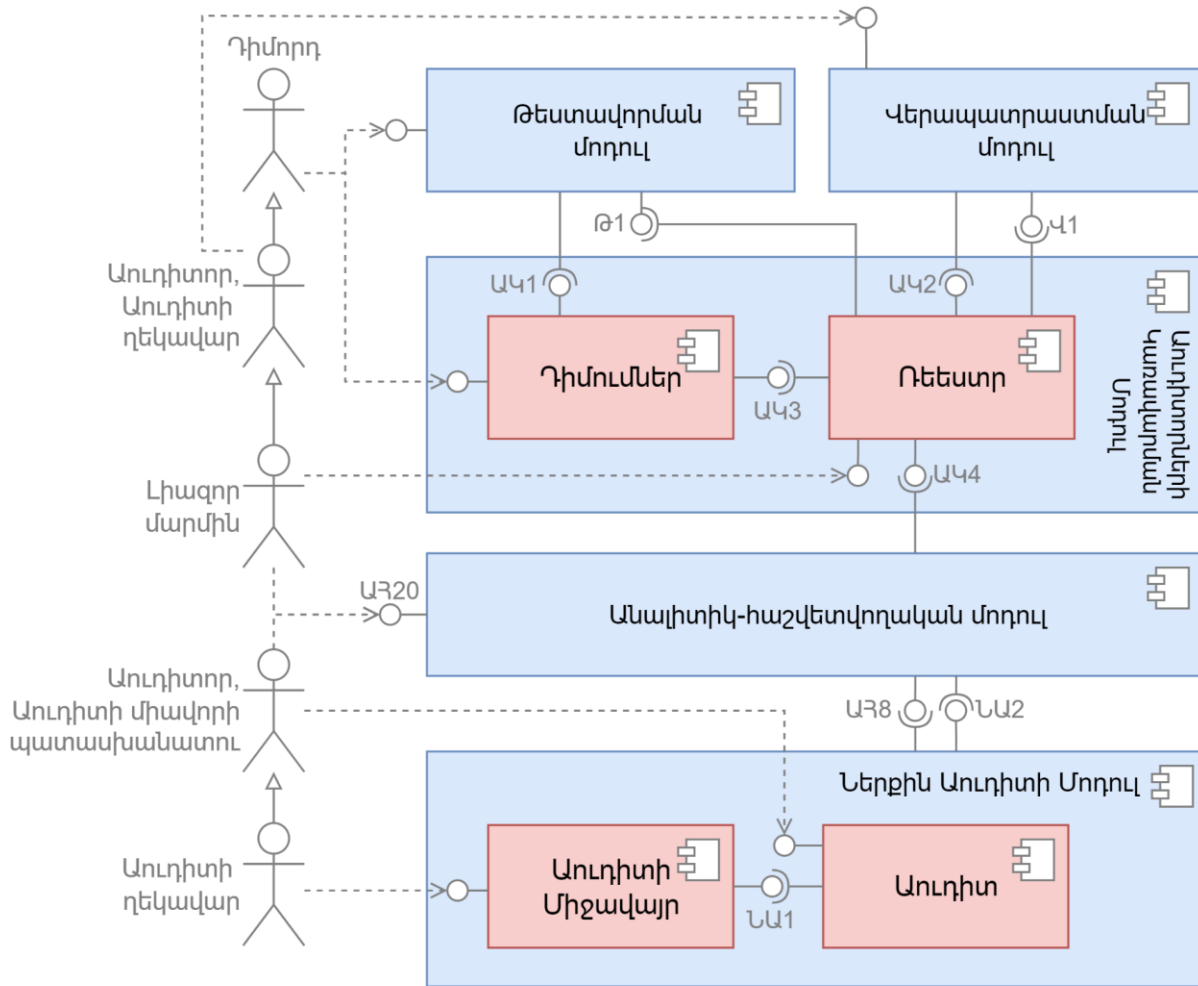 Դիմորդ
Թեստավորման
մոդուլ
Վերապատրաստման
մոդուլ
Թ1
Վ1
Աուդիտոր,
Աուդիտի
ղեկավար
ԱԿ1
ԱԿ2
Աուդիտորների
Կառավարման
Մոդուլ
Դիմումներ
ԱԿ3
Ռեեստր
Լիազոր
մարմին
ԱԿ4
ԱՀ20
Անալիտիկ-հաշվետվողական մոդուլ
Աուդիտոր,
Աուդիտի միավորի
պատասխանատու
ԱՀ8
ՆԱ2
Ներքին Աուդիտի Մոդուլ
Աուդիտի
ղեկավար
Աուդիտի
Միջավայր
ՆԱ1
Աուդիտ